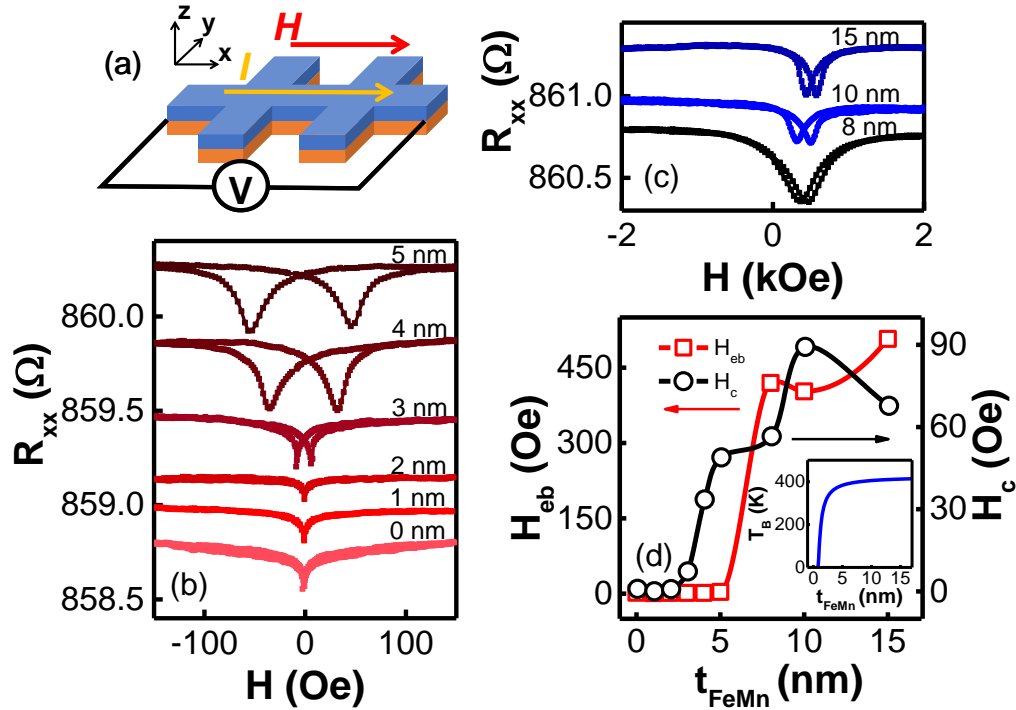 (a)
z
y
x
H
I
V
R_xx (Ω)
861.0
860.5
15 nm
10 nm
8 nm
(c)
-2 0 2
H (kOe)
R_xx (Ω)
860.0
859.5
859.0
858.5
5 nm
4 nm
3 nm
2 nm
1 nm
0 nm
(b)
-100 0 100
H (Oe)
H_eb (Oe)
450
300
150
0
H_eb
H_c
(d)
H_c (Oe)
90
60
30
0
T_B (K)
400
200
0
0 5 10 15
t_FeMn (nm)
0 5 10 15
t_FeMn (nm)